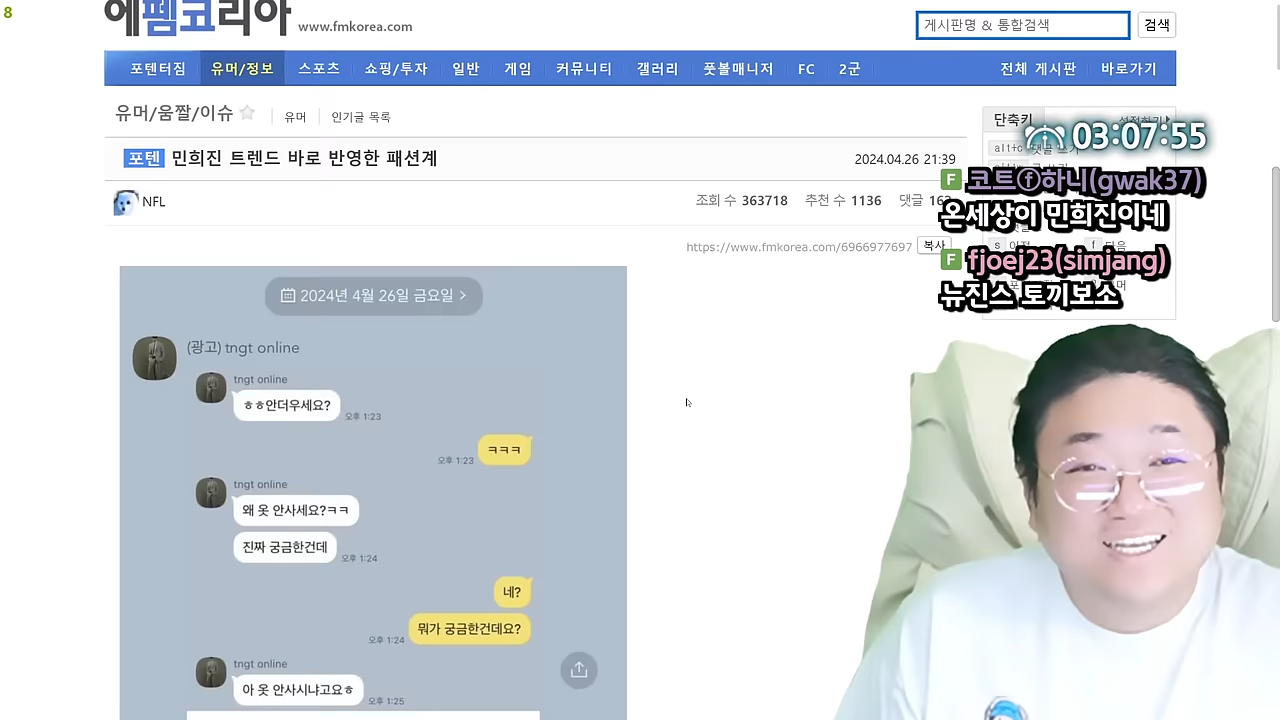 8
에펨코리아 www.fmkorea.com
게시판명 & 통합검색 검색
포텐터짐 유머/정보 스포츠 쇼핑/투자 일반 게임 커뮤니티 갤러리 풋볼매니저 FC 2군 전체 게시판 바로가기
유머/움짤/이슈 유머 인기글 목록
단축키 설정하기
03:07:55
alt+c 댓글 쓰기
포텐 민희진 트렌드 바로 반영한 패션계 2024.04.26 21:39
NFL 조회 수 363718 추천 수 1136 댓글
F 코트ⓕ하니(gwak37)
온세상이 민희진이네
https://www.fmkorea.com/6966977697 복사
F fjoej23(simjang)
뉴진스 토끼보소
2024년 4월 26일 금요일 >
(광고) tngt online
tngt online
ㅎㅎ안더우세요?
오후 1:23
ㅋㅋㅋ
오후 1:23
tngt online
왜 옷 안사세요?ㅋㅋ
진짜 궁금한건데
오후 1:24
네?
뭐가 궁금한건데요?
오후 1:24
tngt online
아 옷 안사시냐고요ㅎ
오후 1:25